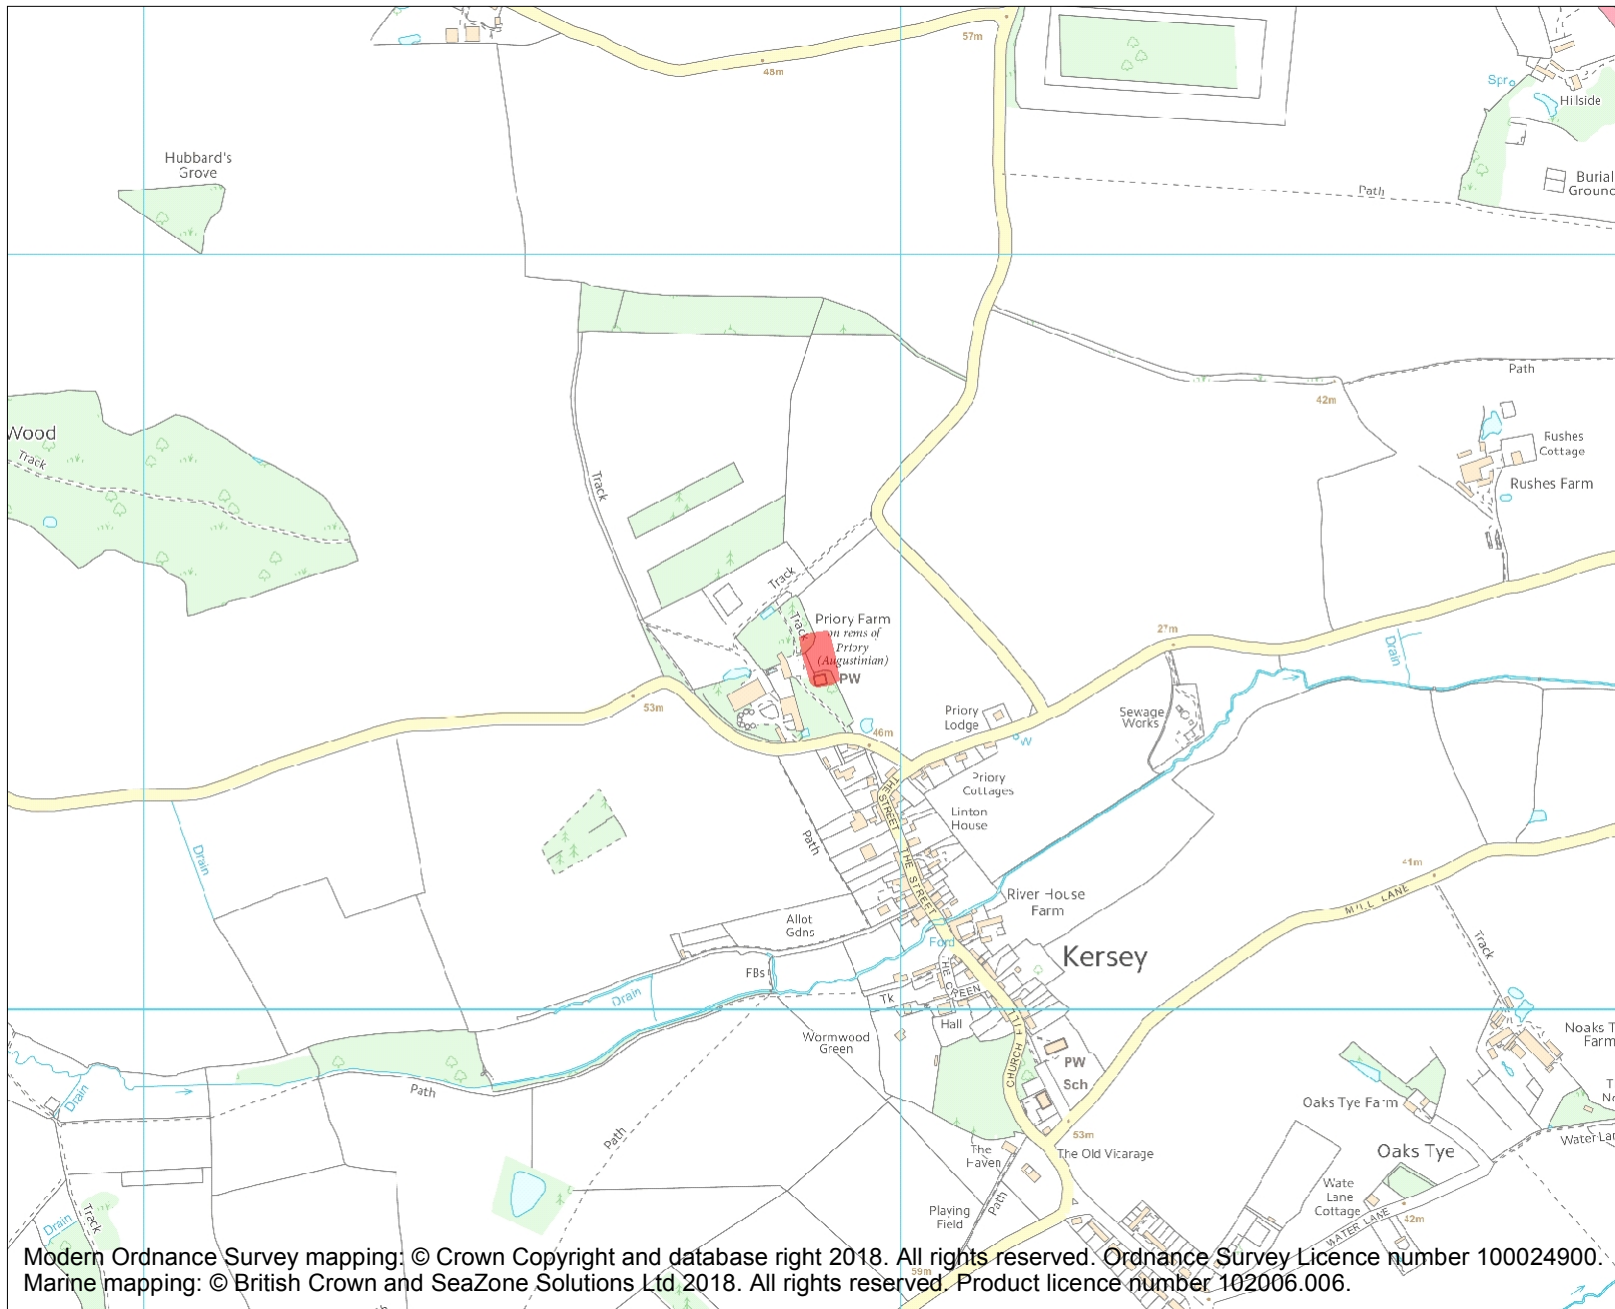 57m
48m
Spr
Hillside
Hubbard's
Grove
Burial
Ground
Path
Path
42m
Wood
Track
Rushes
Cottage
Rushes Farm
Track
Track
Track
Priory Farm
on rems of
Priory
(Augustinian)
PW
27m
Drain
53m
46m
Priory
Lodge
W
Sewage
Works
Priory
Cottages
THE STREET
Linton
House
Path
Drain
THE STREET
41m
MILL LANE
River House
Farm
Allot
Gdns
Ford
Kersey
Track
FBs
Drain
Tk
THE GREEN
Hall
Wormwood
Green
CHURCH HILL
PW
Sch
Noaks T
Farm
Path
Drain
Oaks Tye Farm
53m
Path
The
Haven
The Old Vicarage
Oaks Tye
Water Lan
Playing
Field
Path
Wate
Lane
Cottage
WATER LANE
42m
Track
Drain
59m
Modern Ordnance Survey mapping: © Crown Copyright and database right 2018. All rights reserved. Ordnance Survey Licence number 100024900.
Marine mapping: © British Crown and SeaZone Solutions Ltd 2018. All rights reserved. Product licence number 102006.006.